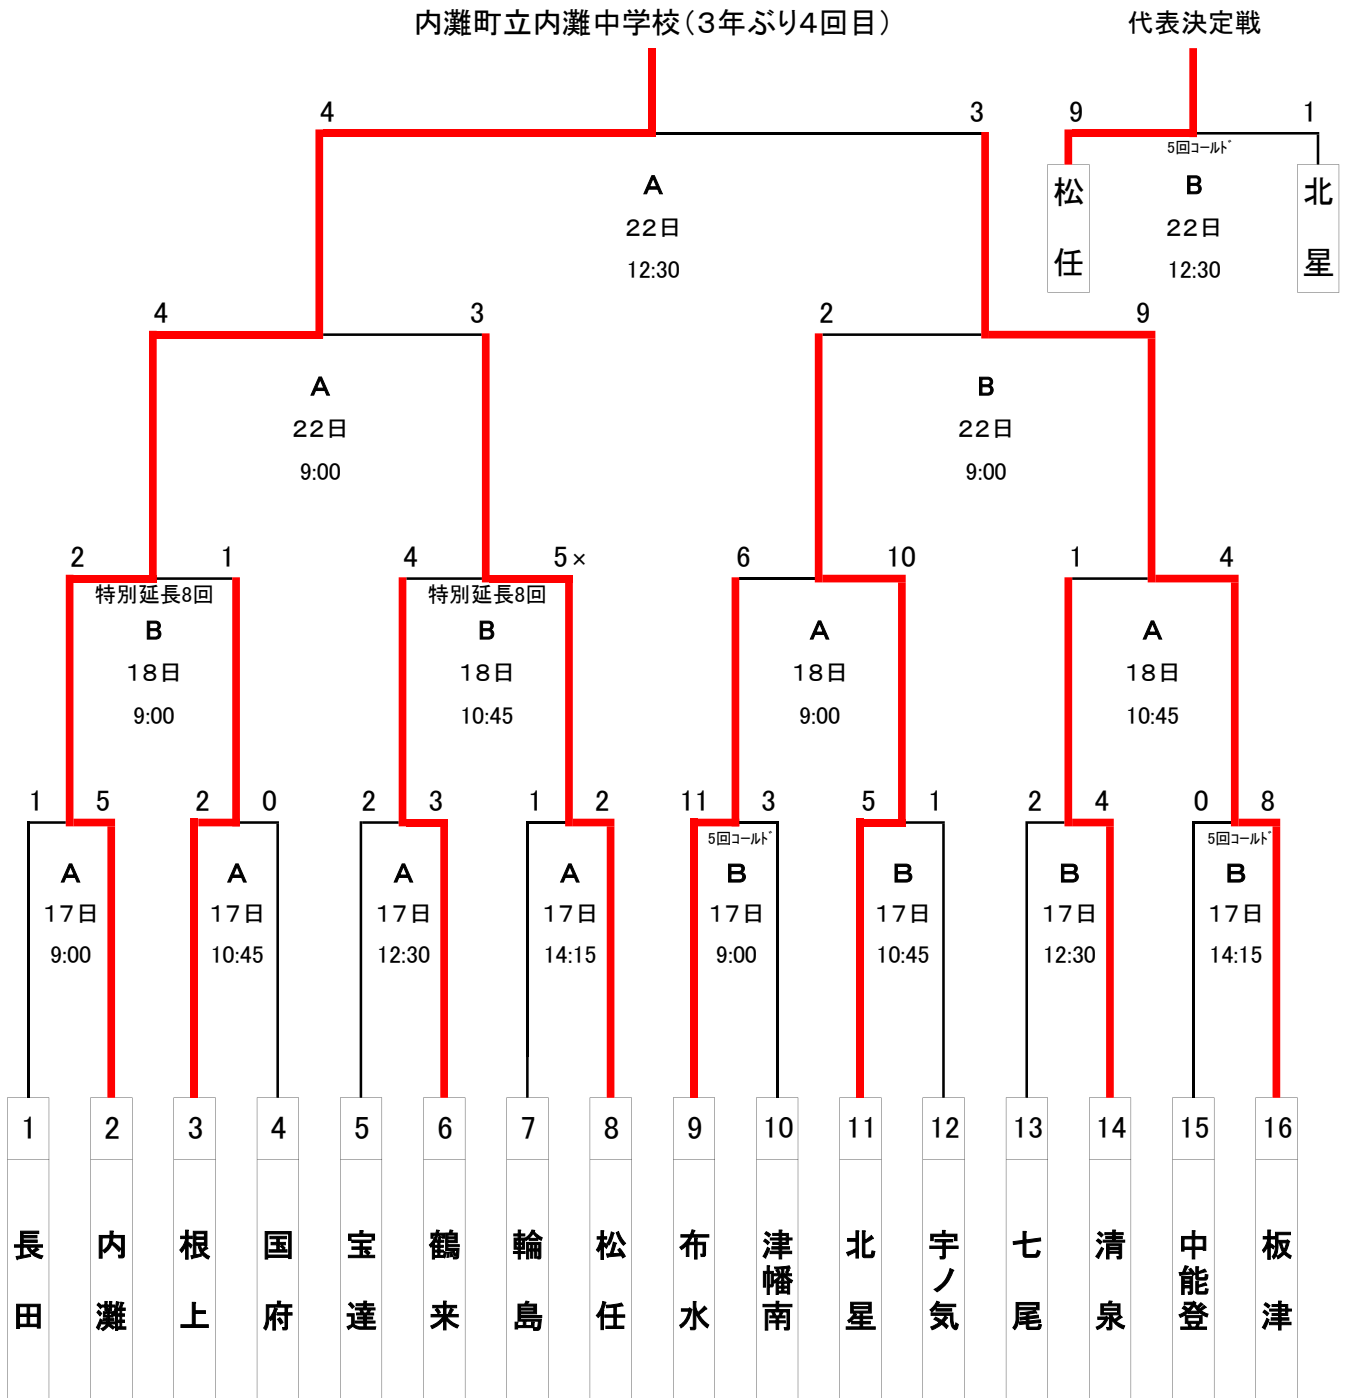 内灘町立内灘中学校（３年ぶり４回目）
代表決定戦
4 3
9 1
5回ｺｰﾙﾄﾞ
松任
北星
A
22日
12:30
B
22日
12:30
4 3
2 9
A
22日
9:00
B
22日
9:00
2 1
4 5×
6 10
1 4
特別延長8回
特別延長8回
B
18日
9:00
B
18日
10:45
A
18日
9:00
A
18日
10:45
1 5 2 0 2 3 1 2 11 3 5 1 2 4 0 8
5回ｺｰﾙﾄﾞ
5回ｺｰﾙﾄﾞ
A
17日
9:00
A
17日
10:45
A
17日
12:30
A
17日
14:15
B
17日
9:00
B
17日
10:45
B
17日
12:30
B
17日
14:15
1 2 3 4 5 6 7 8 9 10 11 12 13 14 15 16
長田
内灘
根上
国府
宝達
鶴来
輪島
松任
布水
津幡南
北星
宇ノ気
七尾
清泉
中能登
板津